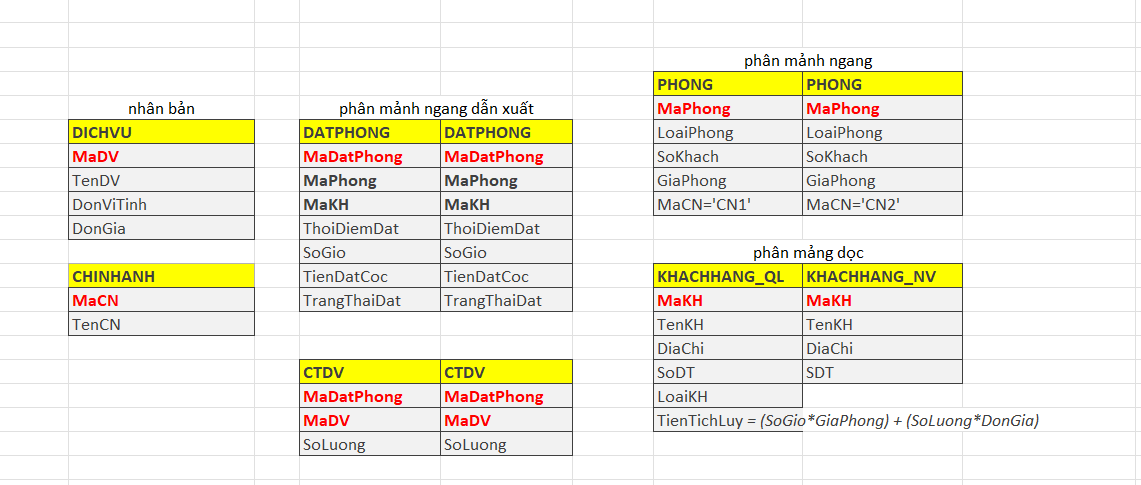 nhân bản
DICHVU
MaDV
TenDV
DonViTinh
DonGia
CHINHANH
MaCN
TenCN
phân mảnh ngang dẫn xuất
DATPHONG DATPHONG
MaDatPhong MaDatPhong
MaPhong MaPhong
MaKH MaKH
ThoiDiemDat ThoiDiemDat
SoGio SoGio
TienDatCoc TienDatCoc
TrangThaiDat TrangThaiDat
CTDV CTDV
MaDatPhong MaDatPhong
MaDV MaDV
SoLuong SoLuong
phân mảnh ngang
PHONG PHONG
MaPhong MaPhong
LoaiPhong LoaiPhong
SoKhach SoKhach
GiaPhong GiaPhong
MaCN='CN1' MaCN='CN2'
phân mảng dọc
KHACHHANG_QL KHACHHANG_NV
MaKH MaKH
TenKH TenKH
DiaChi DiaChi
SoDT SDT
LoaiKH
TienTichLuy = (SoGio*GiaPhong) + (SoLuong*DonGia)